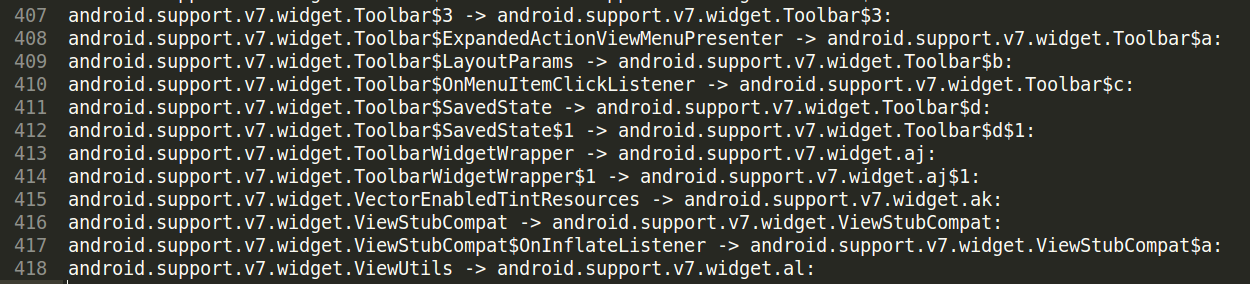 407 android.support.v7.widget.Toolbar$3 -> android.support.v7.widget.Toolbar$3:
408 android.support.v7.widget.Toolbar$ExpandedActionViewMenuPresenter -> android.support.v7.widget.Toolbar$a:
409 android.support.v7.widget.Toolbar$LayoutParams -> android.support.v7.widget.Toolbar$b:
410 android.support.v7.widget.Toolbar$OnMenuItemClickListener -> android.support.v7.widget.Toolbar$c:
411 android.support.v7.widget.Toolbar$SavedState -> android.support.v7.widget.Toolbar$d:
412 android.support.v7.widget.Toolbar$SavedState$1 -> android.support.v7.widget.Toolbar$d$1:
413 android.support.v7.widget.ToolbarWidgetWrapper -> android.support.v7.widget.aj:
414 android.support.v7.widget.ToolbarWidgetWrapper$1 -> android.support.v7.widget.aj$1:
415 android.support.v7.widget.VectorEnabledTintResources -> android.support.v7.widget.ak:
416 android.support.v7.widget.ViewStubCompat -> android.support.v7.widget.ViewStubCompat:
417 android.support.v7.widget.ViewStubCompat$OnInflateListener -> android.support.v7.widget.ViewStubCompat$a:
418 android.support.v7.widget.ViewUtils -> android.support.v7.widget.al: